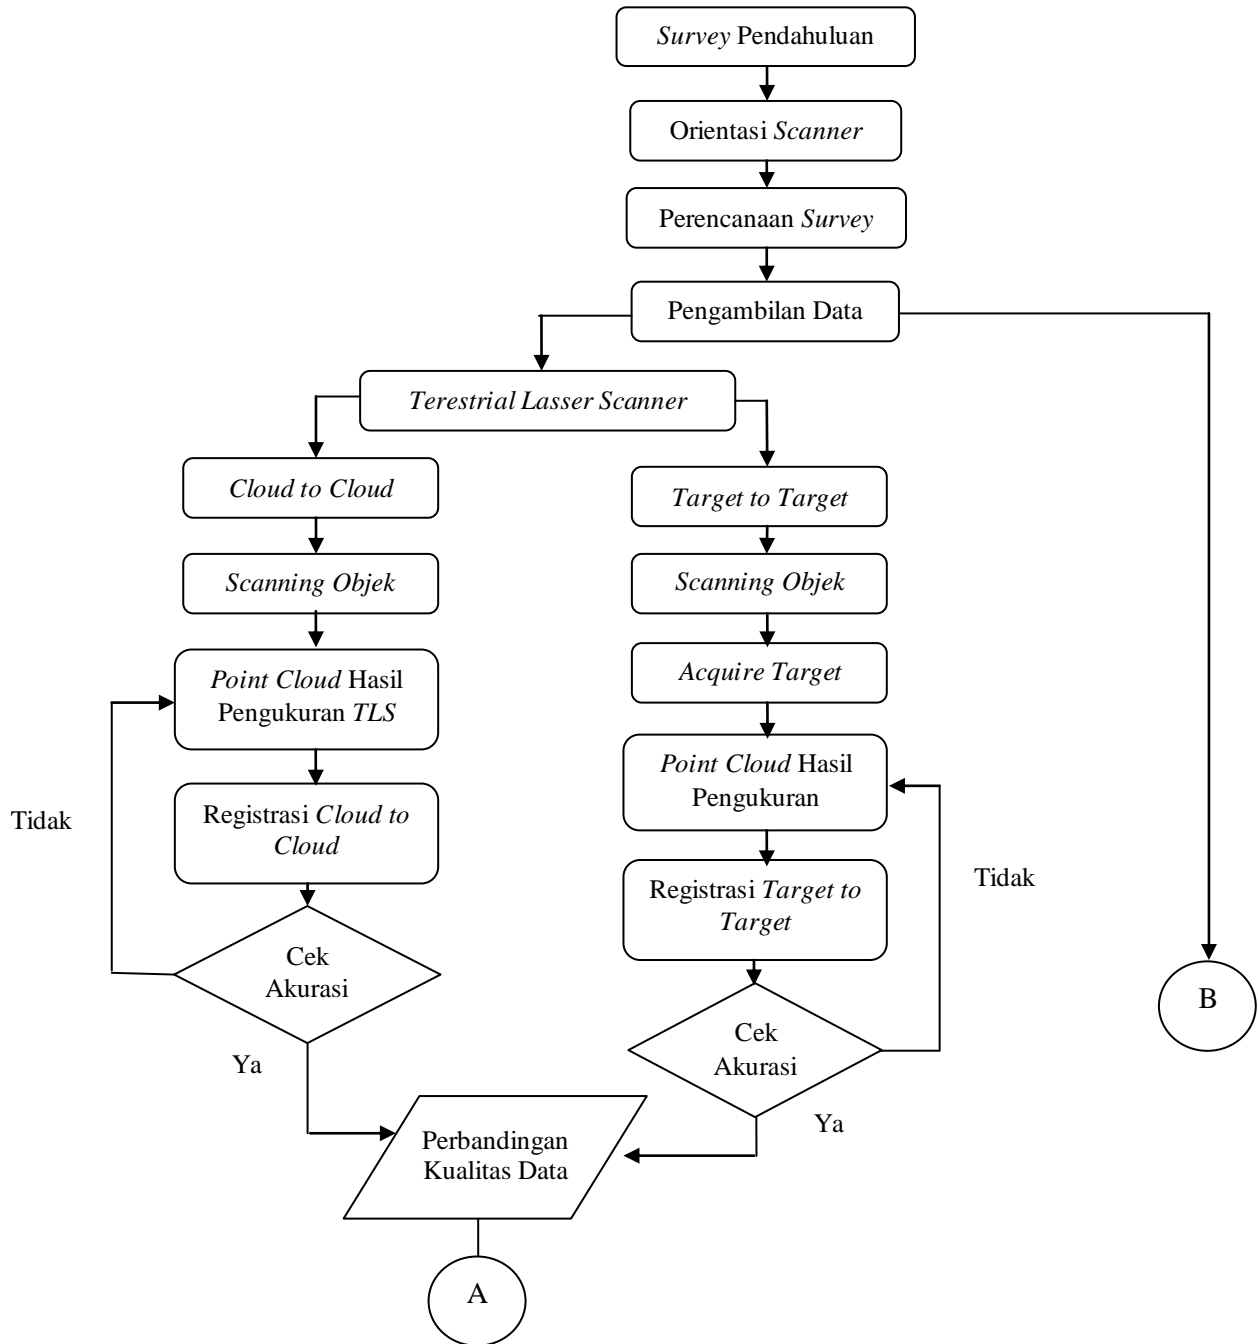 Survey Pendahuluan
Orientasi Scanner
Perencanaan Survey
Pengambilan Data
Terestrial Lasser Scanner
Cloud to Cloud
Scanning Objek
Point Cloud Hasil
Pengukuran TLS
Registrasi Cloud to
Cloud
Tidak
Cek
Akurasi
Ya
Target to Target
Scanning Objek
Acquire Target
Point Cloud Hasil
Pengukuran
Registrasi Target to
Target
Tidak
Cek
Akurasi
Ya
Perbandingan
Kualitas Data
A
B